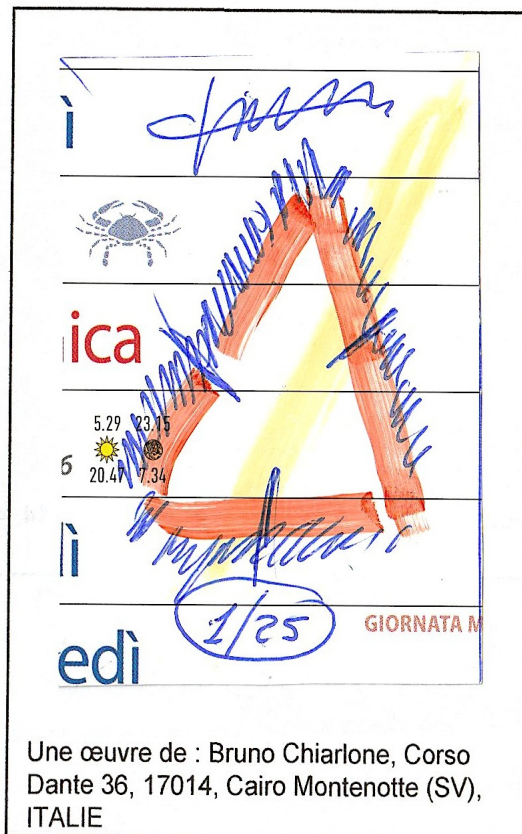 ì
ica
5.29 23.15
6
20.47 7.34
lì
1/25
GIORNATA M
edì
Une œuvre de : Bruno Chiarlone, Corso
Dante 36, 17014, Cairo Montenotte (SV),
ITALIE